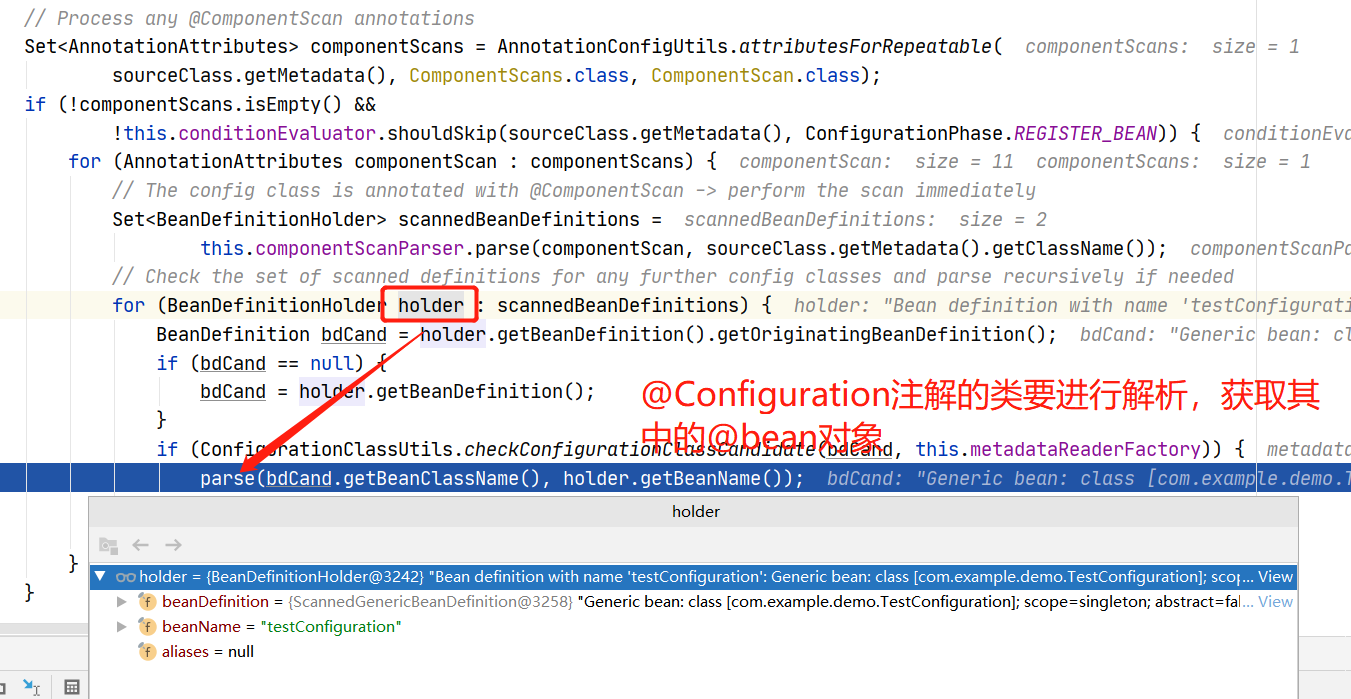 // Process any @ComponentScan annotations
Set<AnnotationAttributes> componentScans = AnnotationConfigUtils.attributesForRepeatable( componentScans: size = 1
sourceClass.getMetadata(), ComponentScans.class, ComponentScan.class);
if (!componentScans.isEmpty() &&
!this.conditionEvaluator.shouldSkip(sourceClass.getMetadata(), ConfigurationPhase.REGISTER_BEAN)) { conditionEva
for (AnnotationAttributes componentScan : componentScans) { componentScan: size = 11 componentScans: size = 1
// The config class is annotated with @ComponentScan -> perform the scan immediately
Set<BeanDefinitionHolder> scannedBeanDefinitions = scannedBeanDefinitions: size = 2
this.componentScanParser.parse(componentScan, sourceClass.getMetadata().getClassName()); componentScanPa
// Check the set of scanned definitions for any further config classes and parse recursively if needed
for (BeanDefinitionHolder holder : scannedBeanDefinitions) { holder: "Bean definition with name 'testConfigurati
BeanDefinition bdCand = holder.getBeanDefinition().getOriginatingBeanDefinition(); bdCand: "Generic bean: cl
if (bdCand == null) {
bdCand = holder.getBeanDefinition();
@Configuration注解的类要进行解析，获取其
中的@bean对象
}
if (ConfigurationClassUtils.checkConfigurationClassCandidate(bdCand, this.metadataReaderFactory)) { metadata
parse(bdCand.getBeanClassName(), holder.getBeanName()); bdCand: "Generic bean: class [com.example.demo.T
holder
holder = {BeanDefinitionHolder@3242} "Bean definition with name 'testConfiguration': Generic bean: class [com.example.demo.TestConfiguration]; scop... View
beanDefinition = {ScannedGenericBeanDefinition@3258} "Generic bean: class [com.example.demo.TestConfiguration]; scope=singleton; abstract=fal... View
}
beanName = "testConfiguration"
}
aliases = null